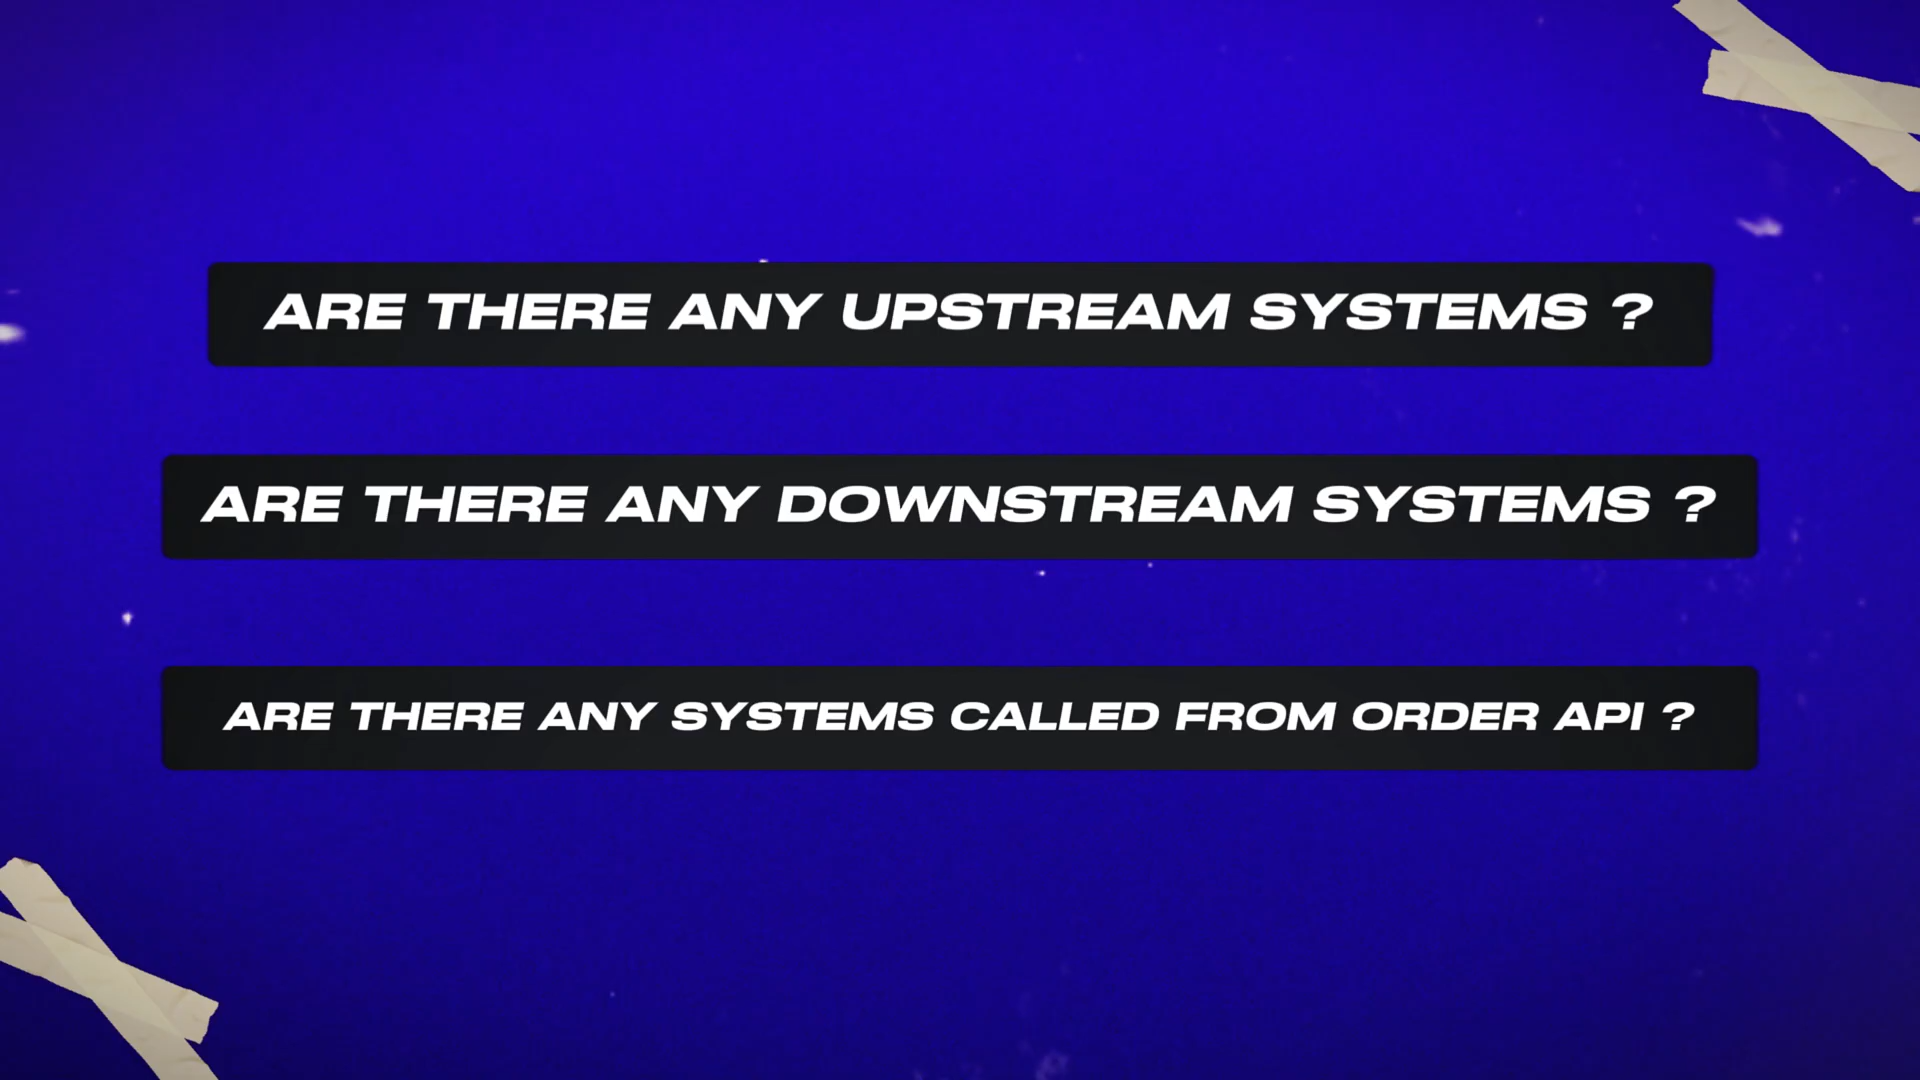 ARE THERE ANY UPSTREAM SYSTEMS ?
ARE THERE ANY DOWNSTREAM SYSTEMS ?
ARE THERE ANY SYSTEMS CALLED FROM ORDER API ?